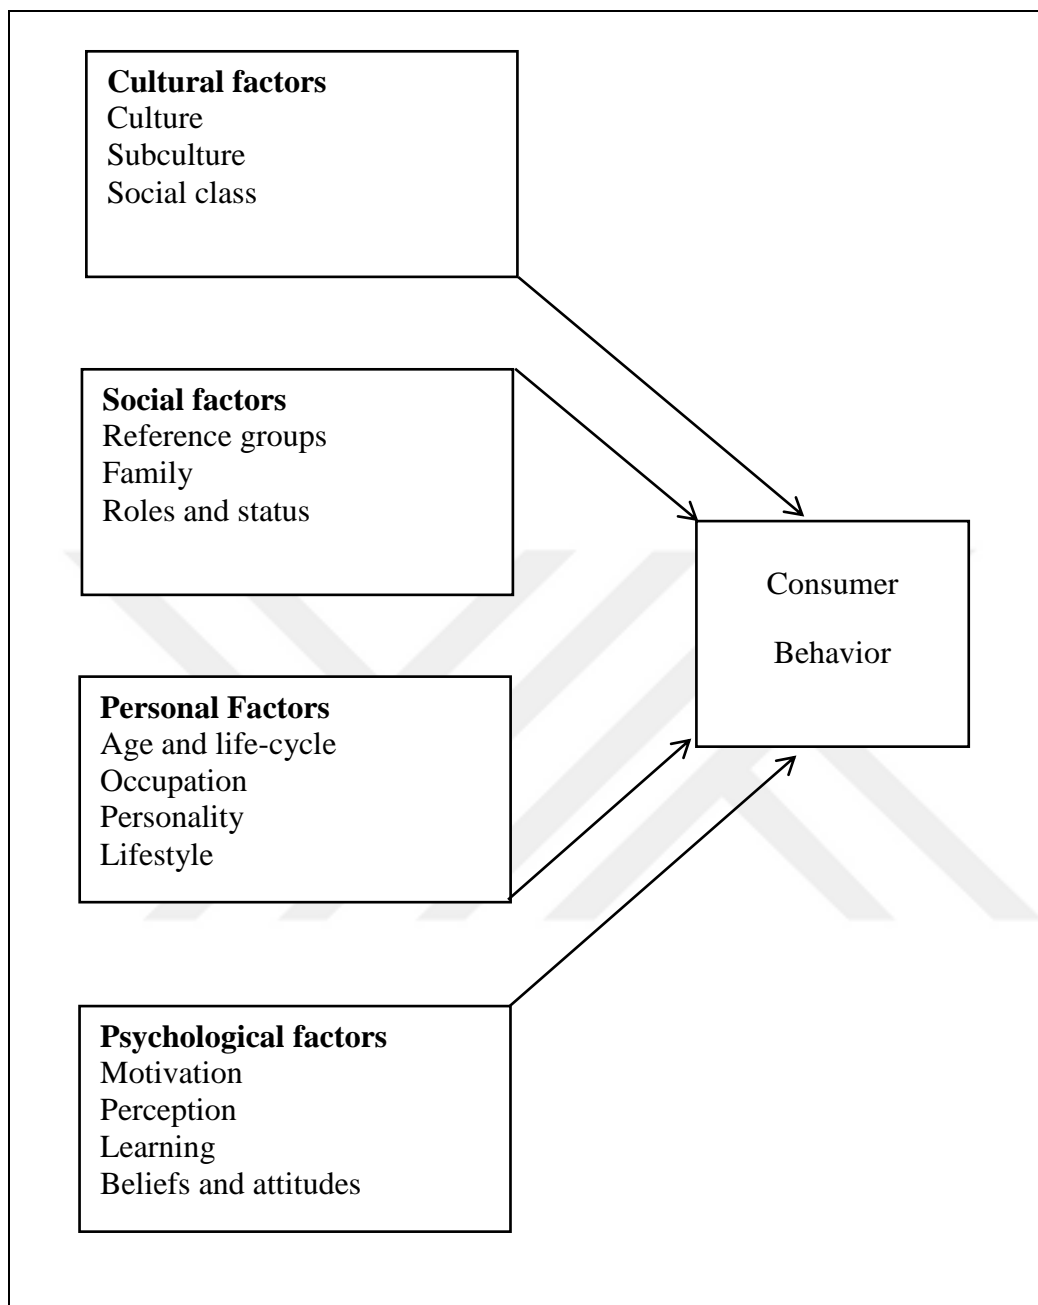 Cultural factors
Culture
Subculture
Social class
Social factors
Reference groups
Family
Roles and status
Consumer
Behavior
Personal Factors
Age and life-cycle
Occupation
Personality
Lifestyle
Psychological factors
Motivation
Perception
Learning
Beliefs and attitudes